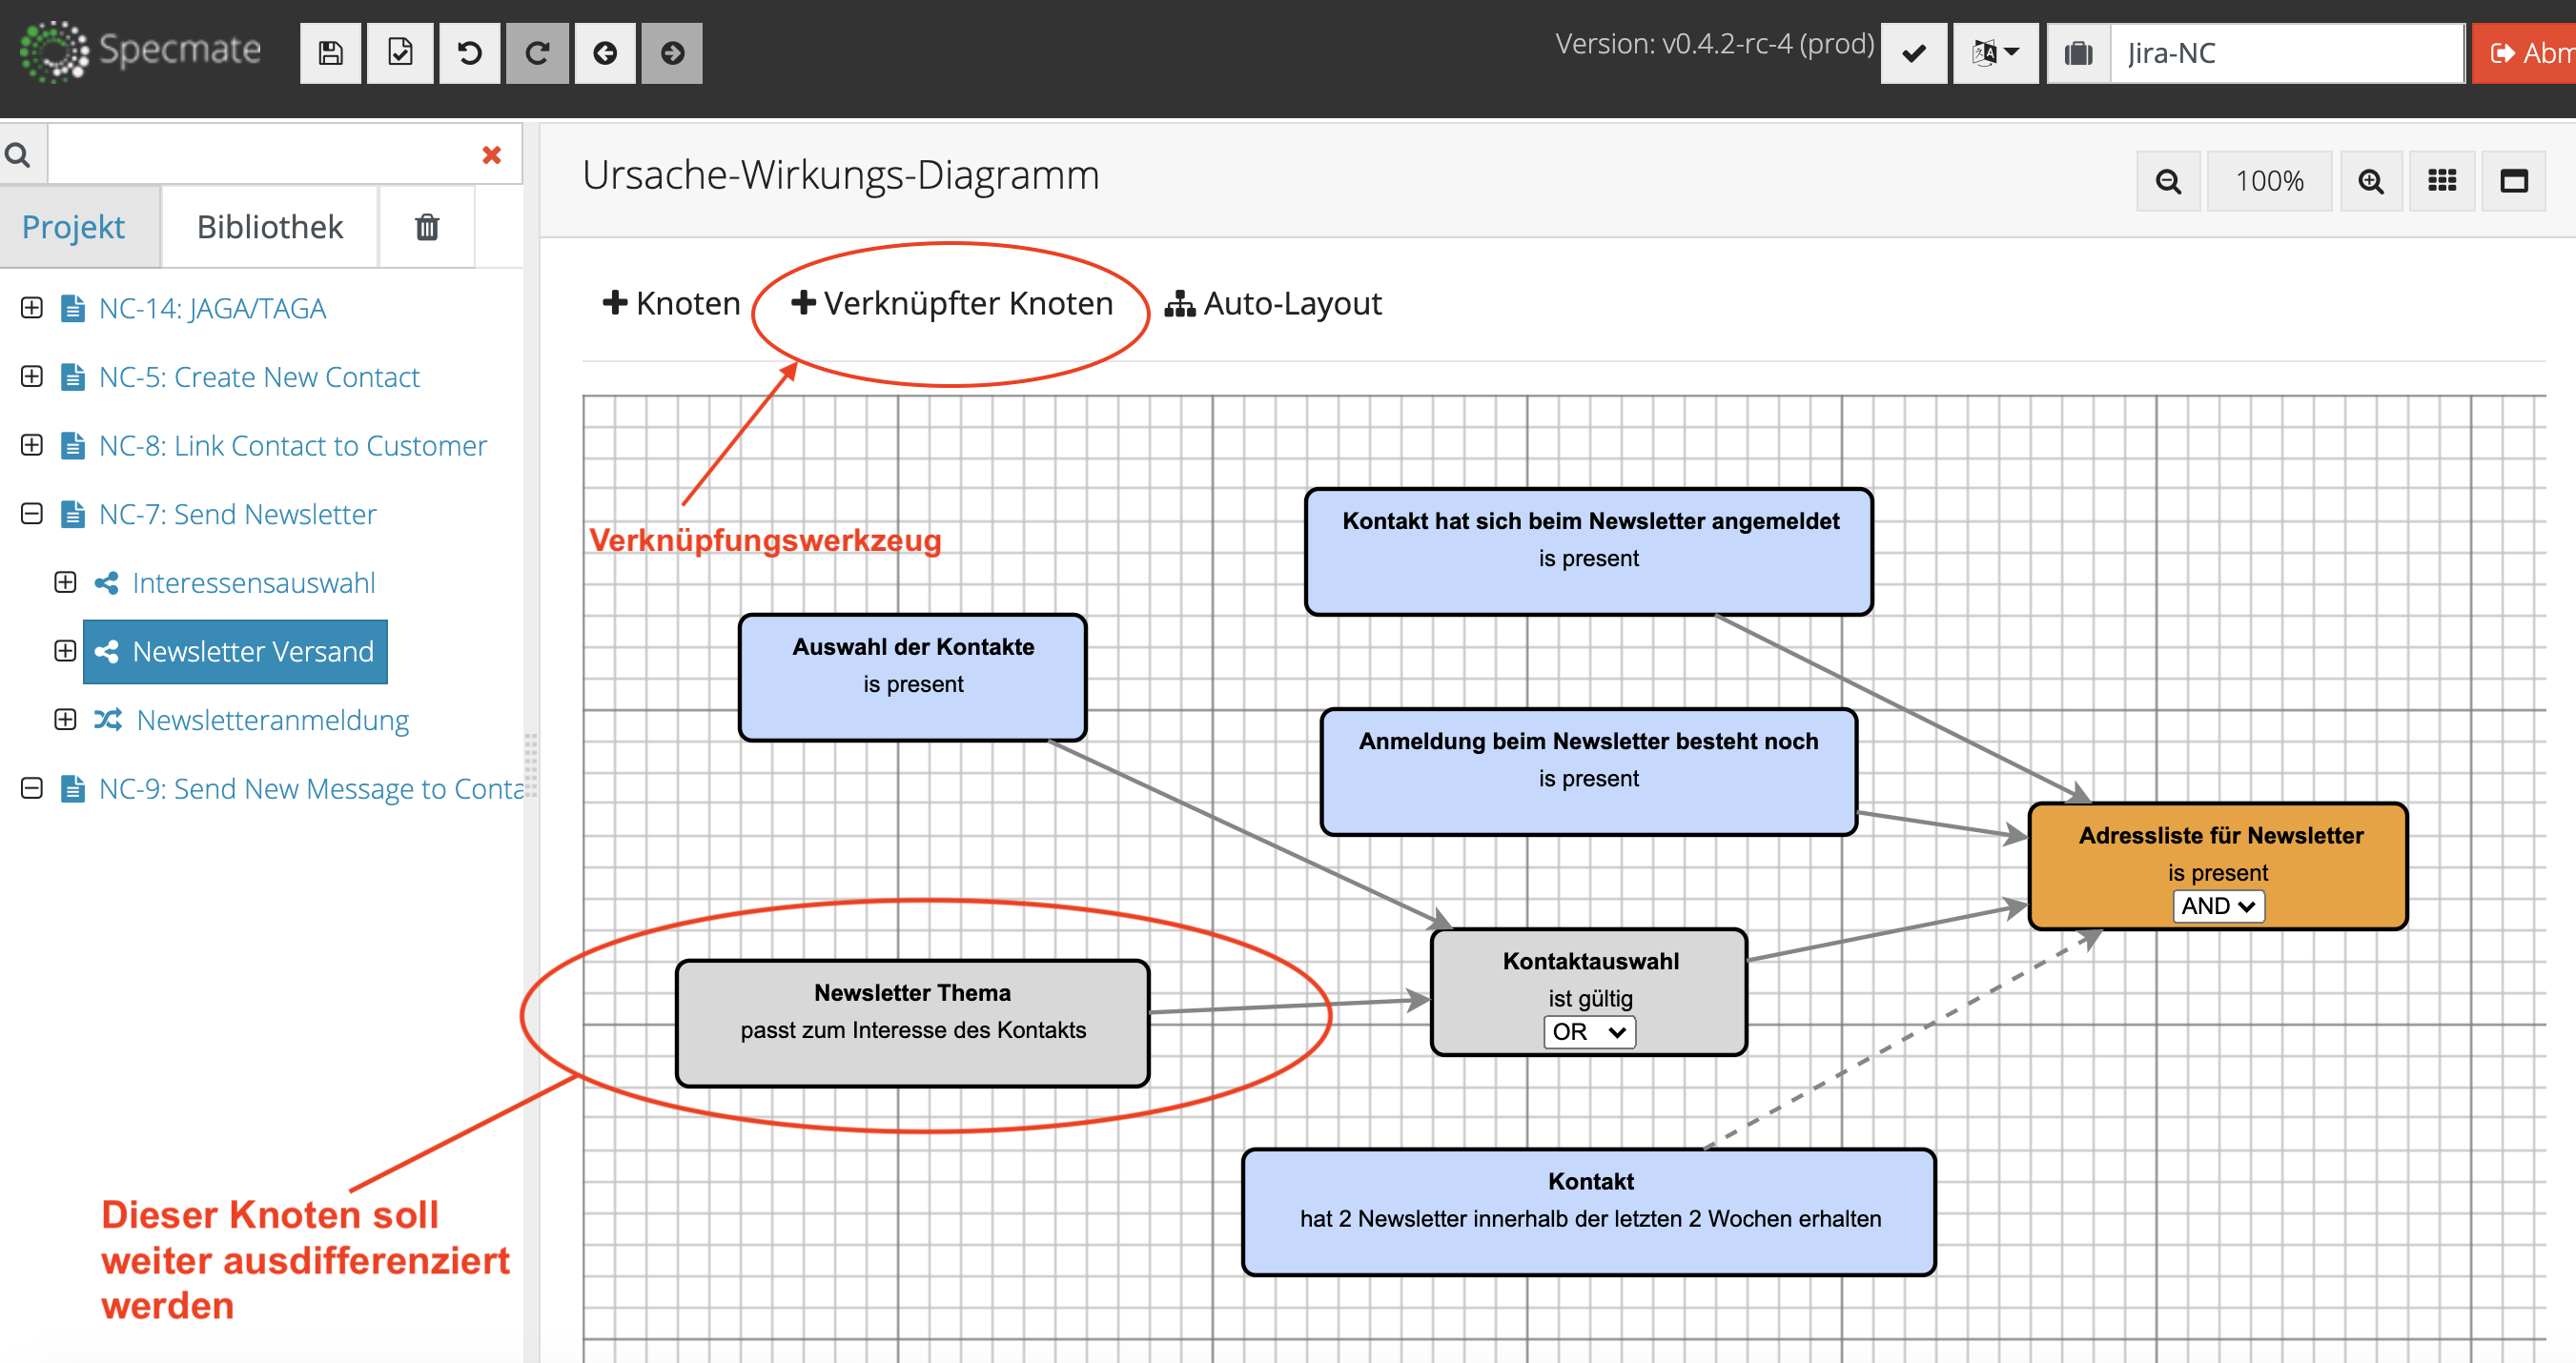 Specmate
Version: v0.4.2-rc-4 (prod)
Jira-NC
Projekt
Bibliothek
NC-14: JAGA/TAGA
NC-5: Create New Contact
NC-8: Link Contact to Customer
NC-7: Send Newsletter
Interessensauswahl
Newsletter Versand
Newsletteranmeldung
NC-9: Send New Message to Conta
Ursache-Wirkungs-Diagramm
100%
Knoten
Verknüpfter Knoten
Auto-Layout
Verknüpfungswerkzeug
Kontakt hat sich beim Newsletter angemeldet
is present
Auswahl der Kontakte
is present
Anmeldung beim Newsletter besteht noch
is present
Adressliste für Newsletter
is present
AND
Newsletter Thema
passt zum Interesse des Kontakts
Kontaktauswahl
ist gültig
OR
Kontakt
hat 2 Newsletter innerhalb der letzten 2 Wochen erhalten
Dieser Knoten soll
weiter ausdifferenziert
werden